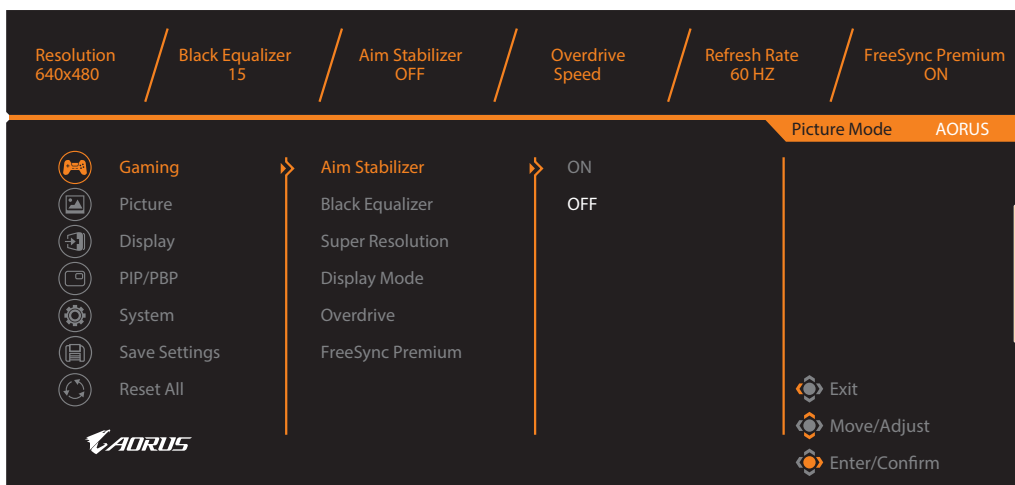 Resolution
640x480
Black Equalizer
15
Aim Stabilizer
OFF
Overdrive
Speed
Refresh Rate
60 HZ
FreeSync Premium
ON
Picture Mode AORUS
Gaming
Picture
Display
PIP/PBP
System
Save Settings
Reset All
Aim Stabilizer
Black Equalizer
Super Resolution
Display Mode
Overdrive
FreeSync Premium
ON
OFF
Exit
Move/Adjust
Enter/Confirm
AORUS